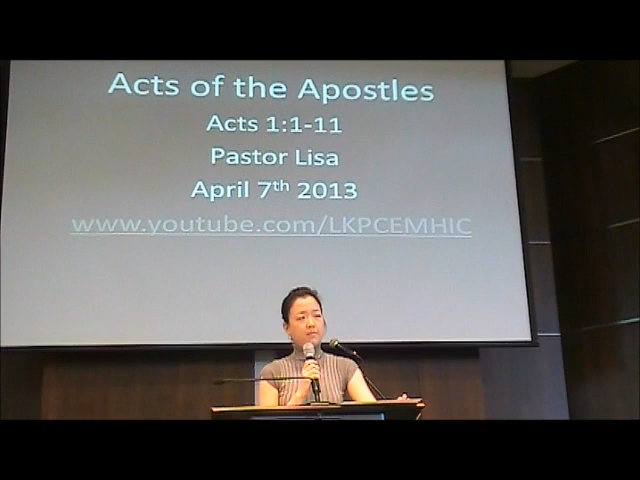 Acts of the Apostles
Acts 1:1-11
Pastor Lisa
April 7th 2013
www.youtube.com/LKPCEMHIC